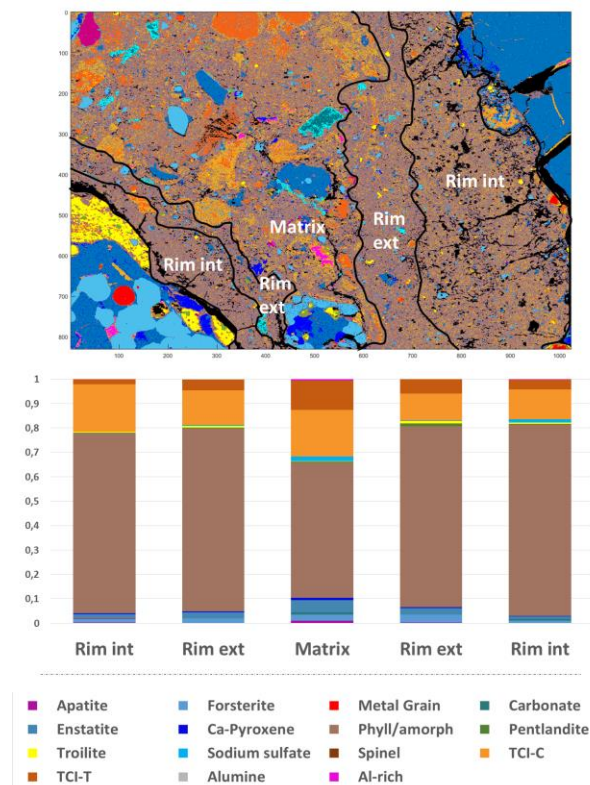 0
100
200
300
400
500
600
700
800
Rim int
Matrix
Rim
ext
Rim int
Rim
ext
100 200 300 400 500 600 700 800 900 1000
1
0,9
0,8
0,7
0,6
0,5
0,4
0,3
0,2
0,1
0
Rim int Rim ext Matrix Rim ext Rim int
Apatite Forsterite Metal Grain Carbonate
Enstatite Ca-Pyroxene Phyll/amorph Pentlandite
Troilite Sodium sulfate Spinel TCI-C
TCI-T Alumine Al-rich